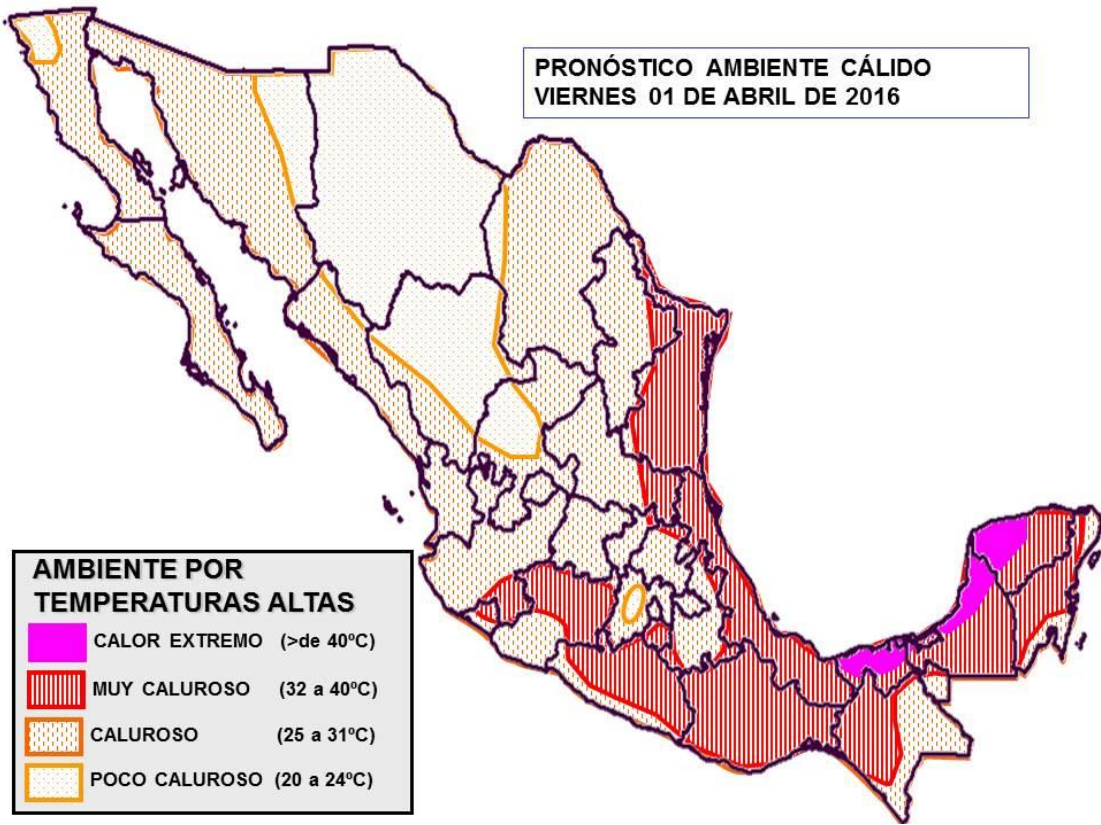 PRONÓSTICO AMBIENTE CÁLIDO
VIERNES 01 DE ABRIL DE 2016
AMBIENTE POR
TEMPERATURAS ALTAS
CALOR EXTREMO (>de 40ºC)
MUY CALUROSO (32 a 40ºC)
CALUROSO (25 a 31ºC)
POCO CALUROSO (20 a 24ºC)